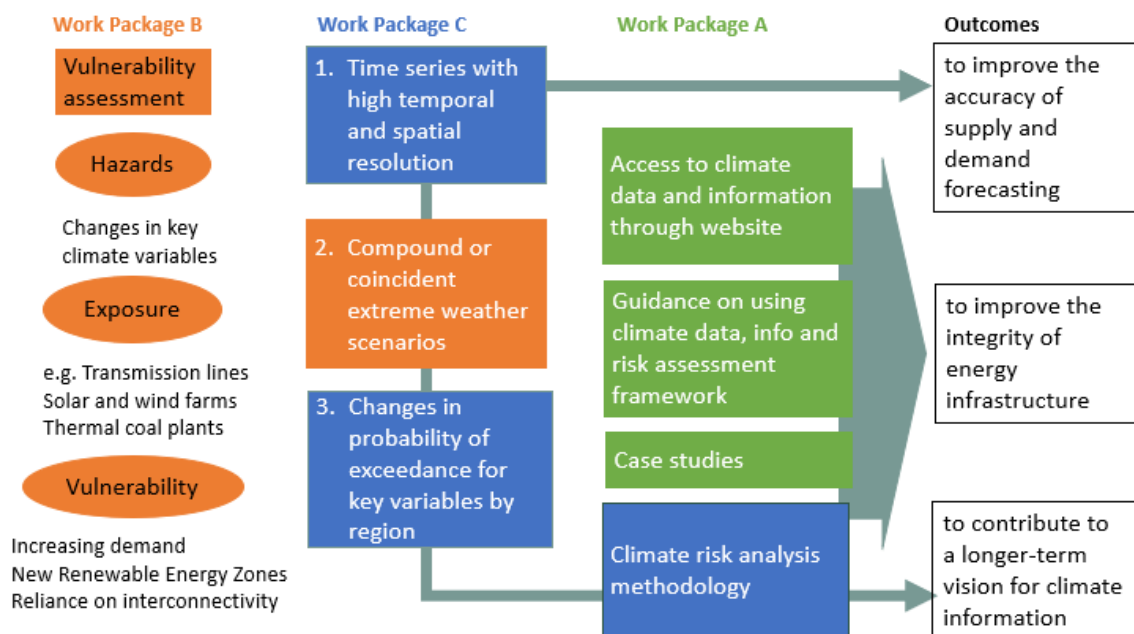 Work Package B
Vulnerability
assessment
Hazards
Changes in key
climate variables
Exposure
e.g. Transmission lines
Solar and wind farms
Thermal coal plants
Vulnerability
Increasing demand
New Renewable Energy Zones
Reliance on interconnectivity
Work Package C
1. Time series with
high temporal
and spatial
resolution
2. Compound or
coincident
extreme weather
scenarios
3. Changes in
probability of
exceedance for
key variables by
region
Work Package A
Access to climate
data and information
through website
Guidance on using
climate data, info and
risk assessment
framework
Case studies
Climate risk analysis
methodology
Outcomes
to improve the
accuracy of
supply and
demand
forecasting
to improve the
integrity of
energy
infrastructure
to contribute to
a longer-term
vision for climate
information